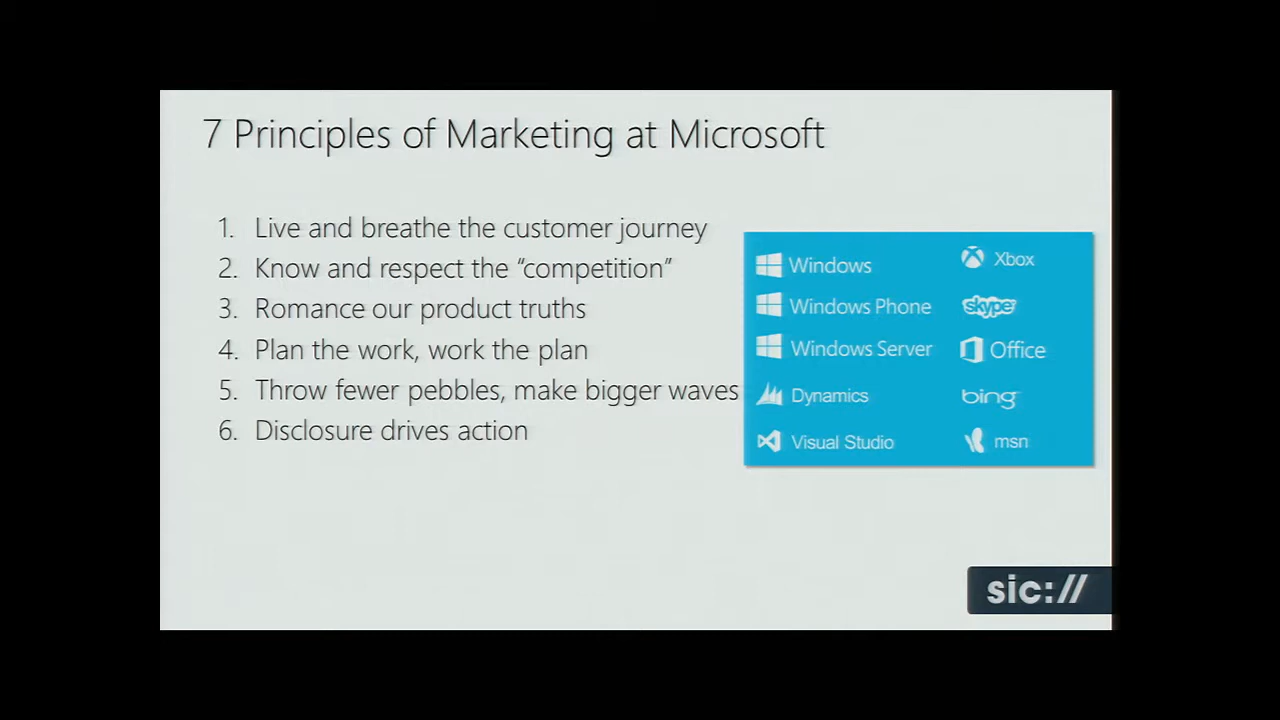 7 Principles of Marketing at Microsoft
1. Live and breathe the customer journey
2. Know and respect the “competition”
3. Romance our product truths
4. Plan the work, work the plan
5. Throw fewer pebbles, make bigger waves
6. Disclosure drives action
Windows
Windows Phone
Windows Server
Dynamics
Visual Studio
Xbox
skype
Office
bing
msn
sic://